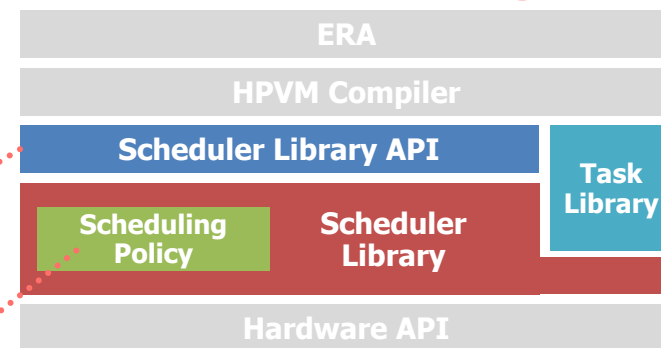 ERA
HPVM Compiler
Scheduler Library API
Task
Library
Scheduling
Policy
Scheduler
Library
Hardware API